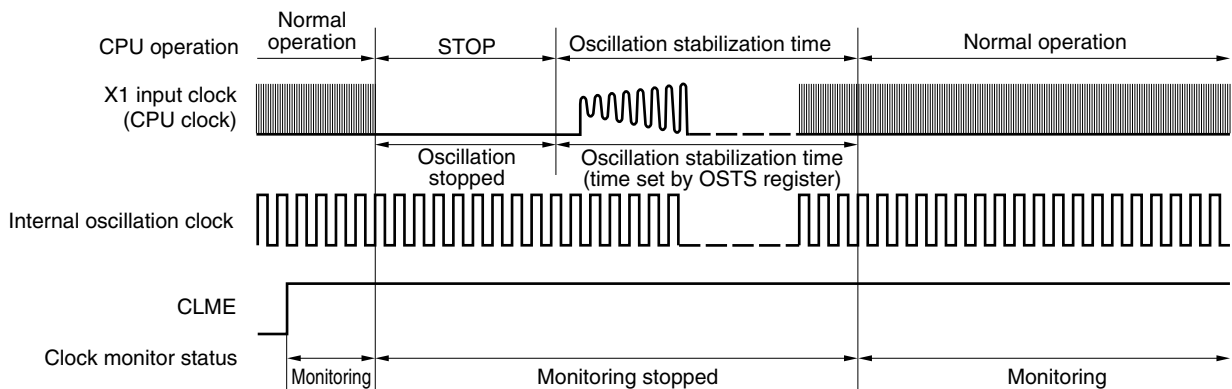 Normal
operation
CPU operation
STOP
Oscillation stabilization time
Normal operation
X1 input clock
(CPU clock)
Oscillation
stopped
Oscillation stabilization time
(time set by OSTS register)
Internal oscillation clock
CLME
Clock monitor status
Monitoring
Monitoring stopped
Monitoring